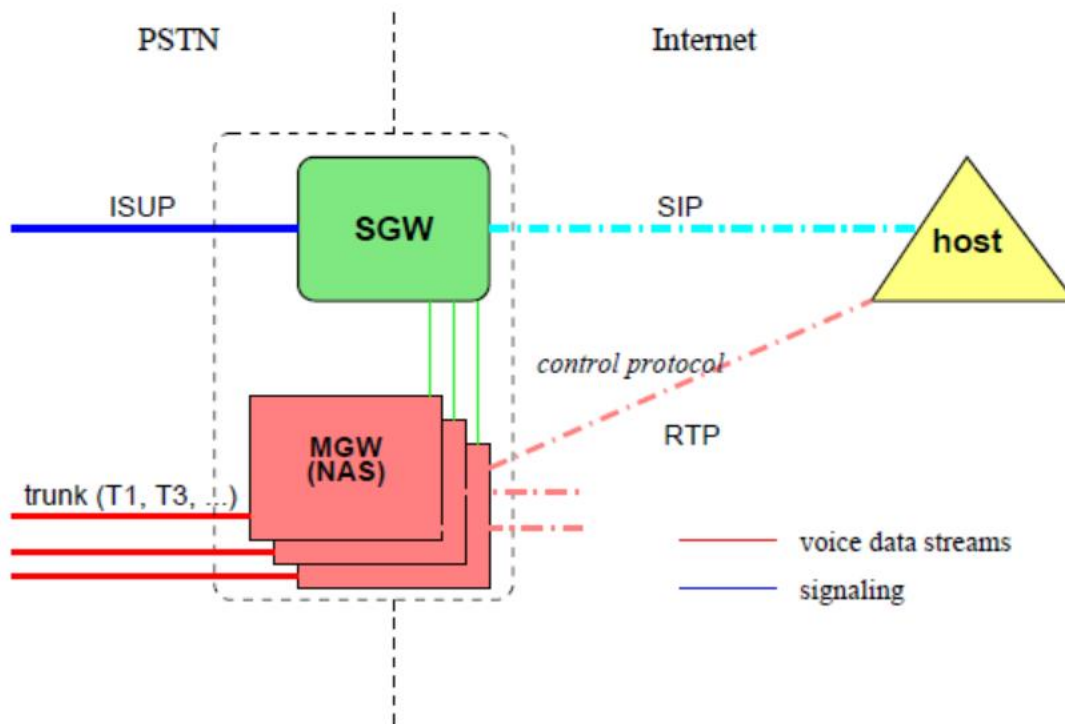 PSTN
Internet
ISUP
SGW
SIP
host
control protocol
MGW
(NAS)
RTP
trunk (T1, T3, ...)
voice data streams
signaling